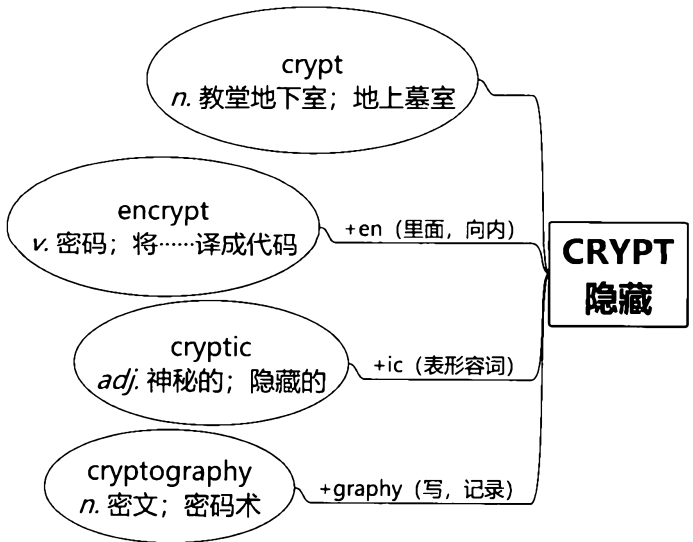 crypt
n. 教堂地下室；地上墓室
encrypt
v. 密码；将······译成代码
+en（里面，向内）
CRYPT
隐藏
cryptic
adj. 神秘的；隐藏的
+ic（表形容词）
cryptography
n. 密文；密码术
+graphy（写，记录）